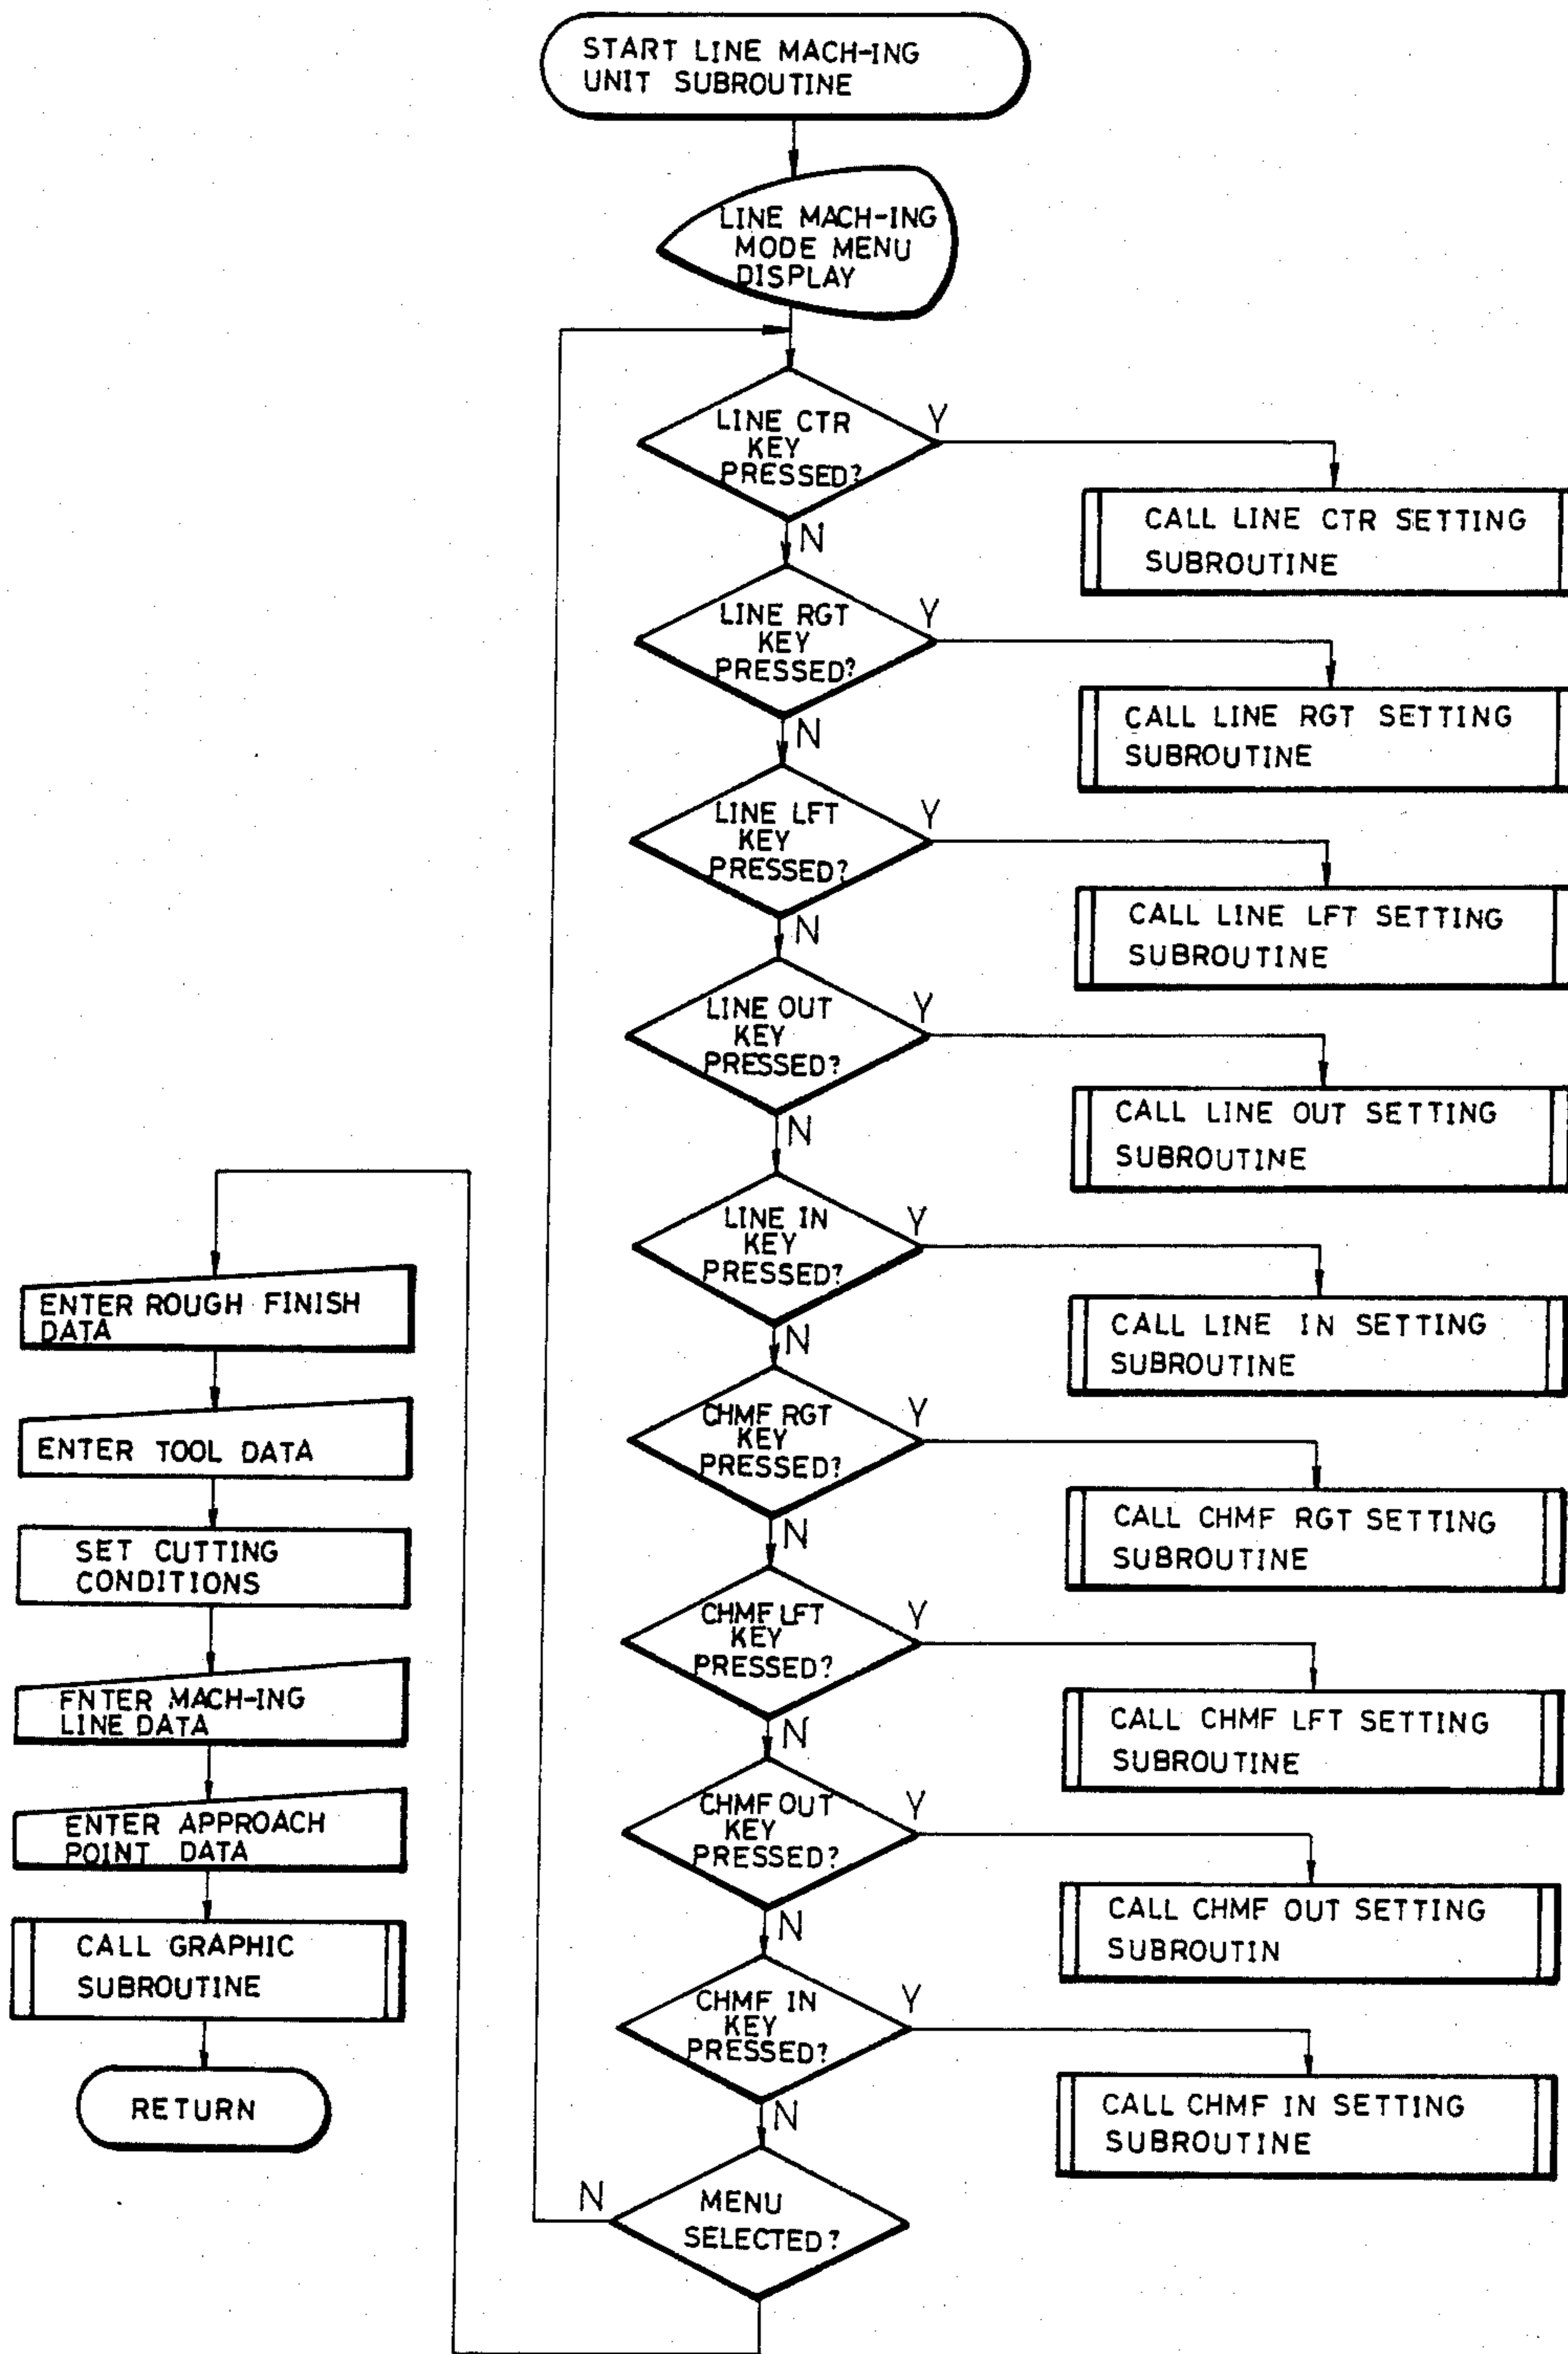 START LINE MACH-ING
UNIT SUBROUTINE
LINE MACH-ING
MODE MENU
DISPLAY
LINE CTR
KEY
PRESSED?
Y
N
CALL LINE CTR SETTING
SUBROUTINE
LINE RGT
KEY
PRESSED?
Y
N
CALL LINE RGT SETTING
SUBROUTINE
LINE LFT
KEY
PRESSED?
Y
N
CALL LINE LFT SETTING
SUBROUTINE
LINE OUT
KEY
PRESSED?
Y
N
CALL LINE OUT SETTING
SUBROUTINE
LINE IN
KEY
PRESSED?
Y
N
CALL LINE IN SETTING
SUBROUTINE
CHMF RGT
KEY
PRESSED?
Y
N
CALL CHMF RGT SETTING
SUBROUTINE
CHMF LFT
KEY
PRESSED?
Y
N
CALL CHMF LFT SETTING
SUBROUTINE
CHMF OUT
KEY
PRESSED?
Y
N
CALL CHMF OUT SETTING
SUBROUTIN
CHMF IN
KEY
PRESSED?
Y
N
CALL CHMF IN SETTING
SUBROUTINE
MENU
SELECTED?
N
ENTER ROUGH FINISH
DATA
ENTER TOOL DATA
SET CUTTING
CONDITIONS
FNTER MACH-ING
LINE DATA
ENTER APPROACH
POINT DATA
CALL GRAPHIC
SUBROUTINE
RETURN